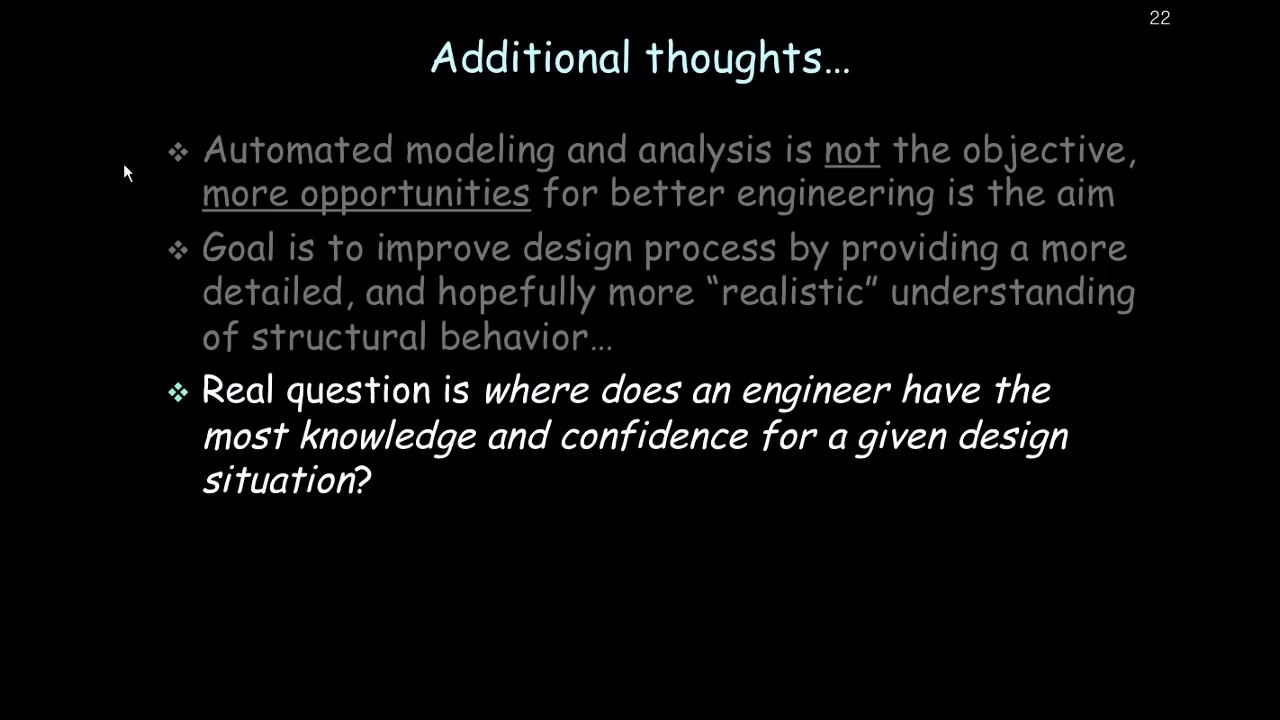 22
Additional thoughts…
❖ Automated modeling and analysis is not the objective,
more opportunities for better engineering is the aim
❖ Goal is to improve design process by providing a more
detailed, and hopefully more “realistic” understanding
of structural behavior…
❖ Real question is where does an engineer have the
most knowledge and confidence for a given design
situation?